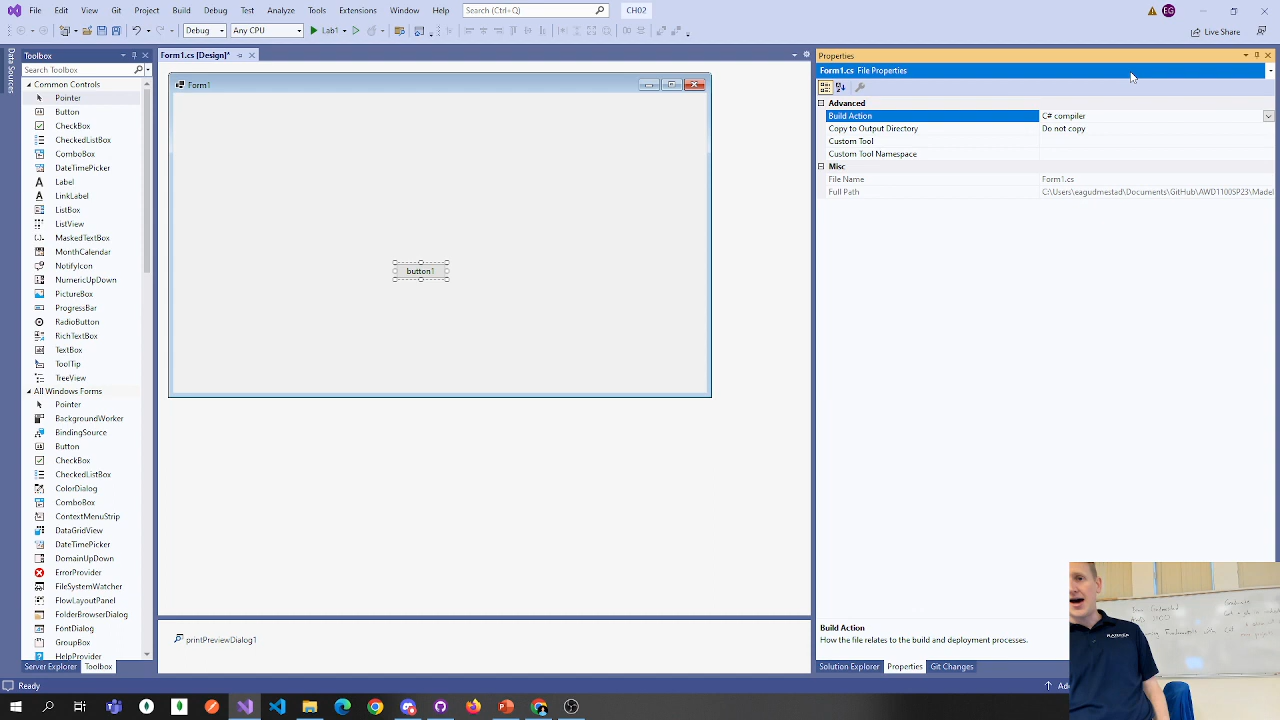 File
Edit
View
Git
Project
Build
Debug
Test
Analyze
Tools
Extensions
Window
Help
Search (Ctrl+Q)
CH02
EG
Debug
Any CPU
Lab1
Live Share
Data Sources
Toolbox
Search Toolbox
Common Controls
Pointer
Button
CheckBox
CheckedListBox
ComboBox
DateTimePicker
Label
LinkLabel
ListBox
ListView
MaskedTextBox
MonthCalendar
NotifyIcon
NumericUpDown
PictureBox
ProgressBar
RadioButton
RichTextBox
TextBox
ToolTip
TreeView
All Windows Forms
Pointer
BackgroundWorker
BindingSource
Button
CheckBox
CheckedListBox
ColorDialog
ComboBox
ContextMenuStrip
DataGridView
DateTimePicker
DomainUpDown
ErrorProvider
FileSystemWatcher
FlowLayoutPanel
FolderBrowserDialog
FontDialog
GroupBox
HelpProvider
Server Explorer
Toolbox
Form1.cs [Design]*
Form1
button1
printPreviewDialog1
Properties
Form1.cs File Properties
Advanced
Build Action C# compiler
Copy to Output Directory Do not copy
Custom Tool
Custom Tool Namespace
Misc
File Name Form1.cs
Full Path C:\Users\eagudmestad\Documents\GitHub\AWD1100SP23\Madel
Build Action
How the file relates to the build and deployment processes.
Solution Explorer
Properties
Git Changes
Ready